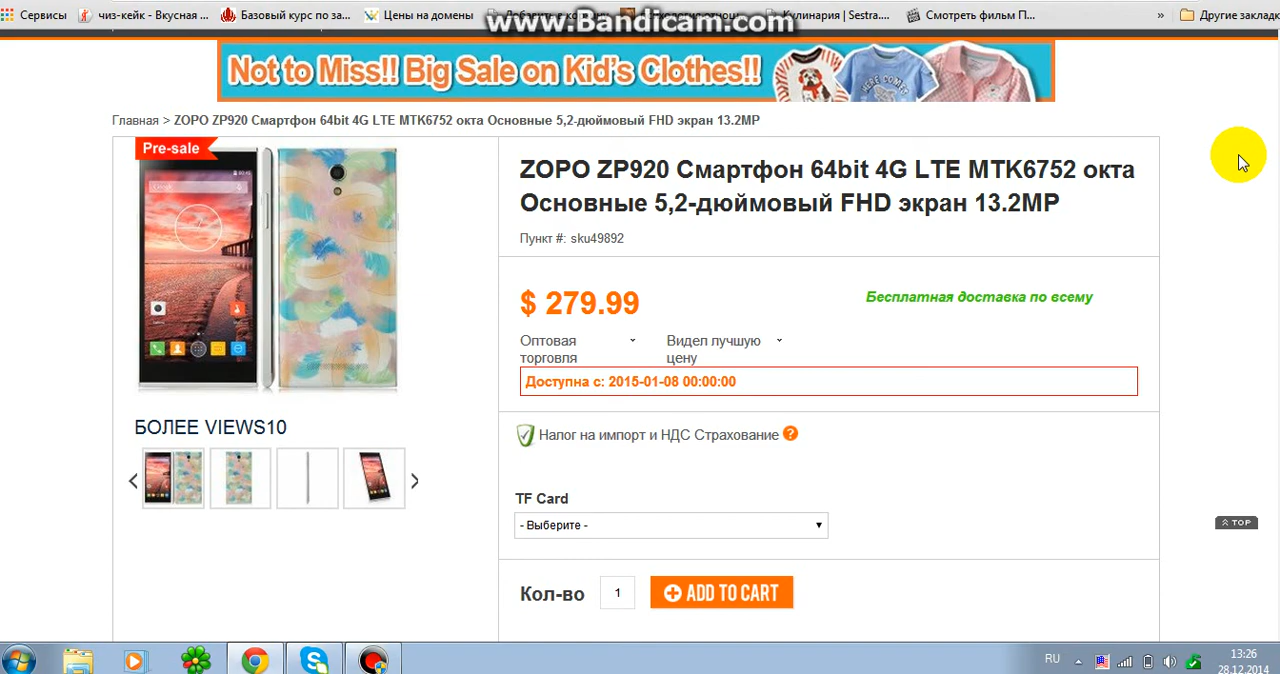 Сервисы чиз-кейк - Вкусная ... Базовый курс по за... Цены на домены Кулинария | Sestra.... Смотреть фильм П... » Другие закладк
www.Bandicam.com
Not to Miss!! Big Sale on Kid's Clothes!!
Главная > ZOPO ZP920 Смартфон 64bit 4G LTE MTK6752 окта Основные 5,2-дюймовый FHD экран 13.2MP
Pre-sale
ZOPO ZP920 Смартфон 64bit 4G LTE MTK6752 окта
Основные 5,2-дюймовый FHD экран 13.2MP
Пункт #: sku49892
$ 279.99
Бесплатная доставка по всему
Оптовая торговля
Видел лучшую цену
Доступна с: 2015-01-08 00:00:00
БОЛЕЕ VIEWS10
Налог на импорт и НДС Страхование ?
TF Card
- Выберите -
TOP
Кол-во 1 ADD TO CART
RU
13:26
28.12.2014